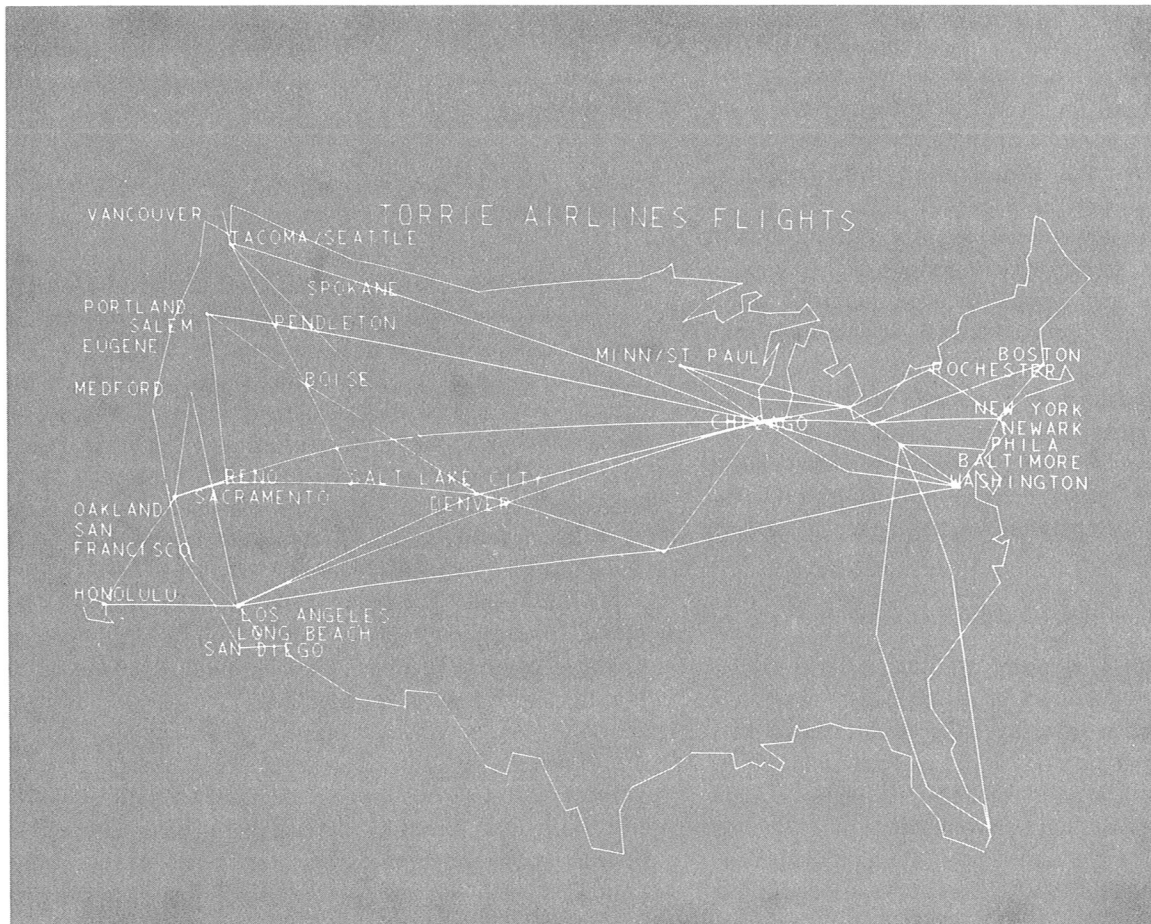 TORRIE AIRLINES FLIGHTS
VANCOUVER
TACOMA/SEATTLE
SPOKANE
PORTLAND
PENDLETON
SALEM
EUGENE
MINN/ST PAUL
BOSTON
ROCHESTER
BOISE
MEDFORD
NEW YORK
CHICAGO
NEWARK
PHILA
BALTIMORE
RENO
SALT LAKE CITY
WASHINGTON
SACRAMENTO
DENVER
OAKLAND
SAN
FRANCISCO
HONOLULU
LOS ANGELES
LONG BEACH
SAN DIEGO